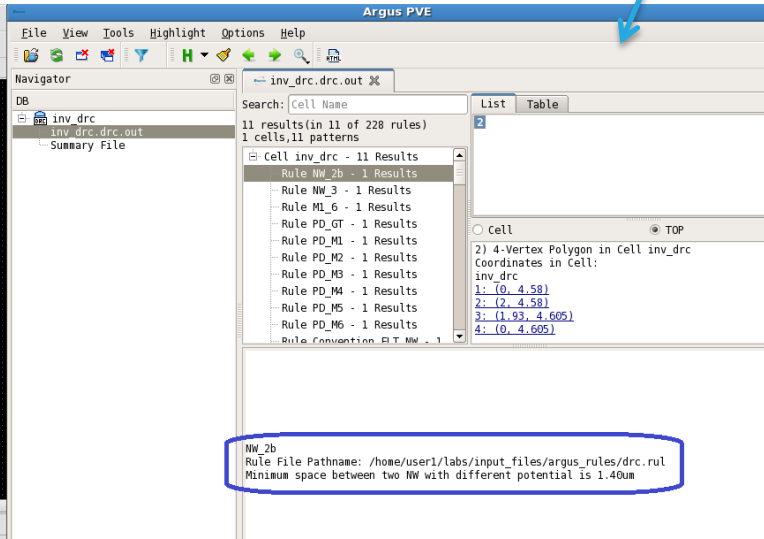 Argus PVE
File View Tools Highlight Options Help
H
HTML
Navigator
DB
inv_drc
inv_drc.drc.out
Summary File
inv_drc.drc.out
Search: Cell Name
11 results(in 11 of 228 rules)
1 cells,11 patterns
Cell inv_drc - 11 Results
Rule NW_2b - 1 Results
Rule NW_3 - 1 Results
Rule M1_6 - 1 Results
Rule PD_GT - 1 Results
Rule PD_M1 - 1 Results
Rule PD_M2 - 1 Results
Rule PD_M3 - 1 Results
Rule PD_M4 - 1 Results
Rule PD_M5 - 1 Results
Rule PD_M6 - 1 Results
Rule Convention FLT NW - 1
List Table
2
Cell TOP
2) 4-Vertex Polygon in Cell inv_drc
Coordinates in Cell:
inv_drc
1: (0, 4.58)
2: (2, 4.58)
3: (1.93, 4.605)
4: (0, 4.605)
NW_2b
Rule File Pathname: /home/user1/labs/input_files/argus_rules/drc.rul
Minimum space between two NW with different potential is 1.40um